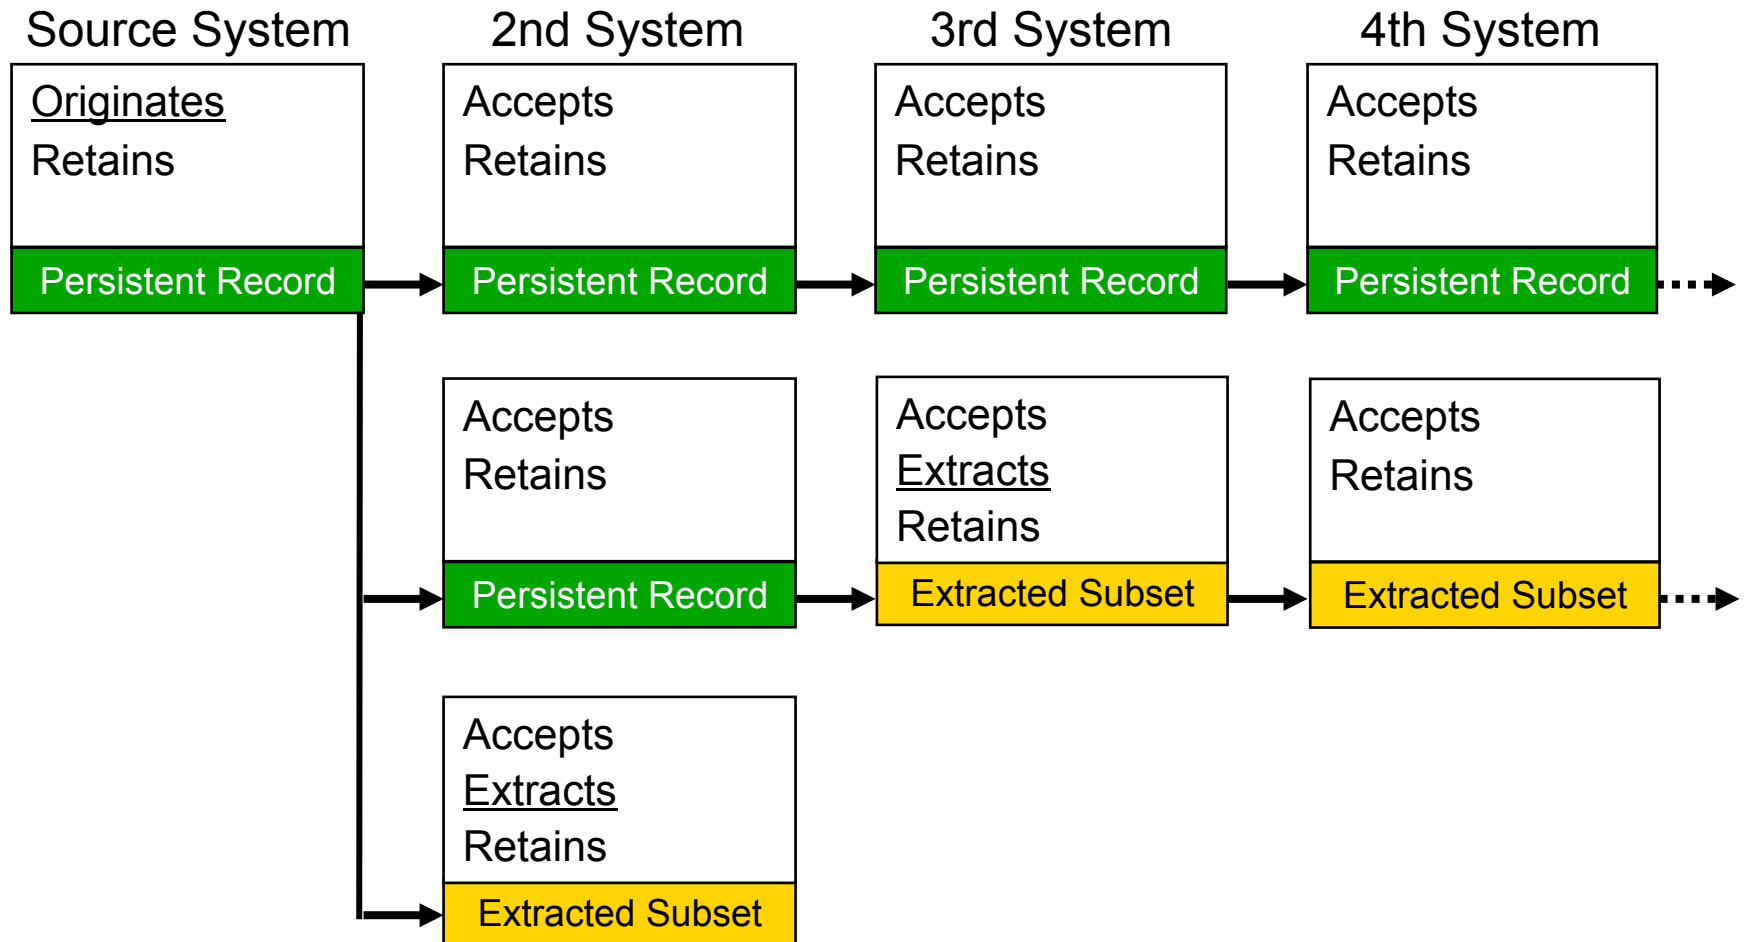 Source System
2nd System
3rd System
4th System
Originates
Retains
Persistent Record
Accepts
Retains
Persistent Record
Accepts
Retains
Persistent Record
Accepts
Retains
Persistent Record
Accepts
Retains
Persistent Record
Accepts
Extracts
Retains
Extracted Subset
Accepts
Retains
Extracted Subset
Accepts
Extracts
Retains
Extracted Subset